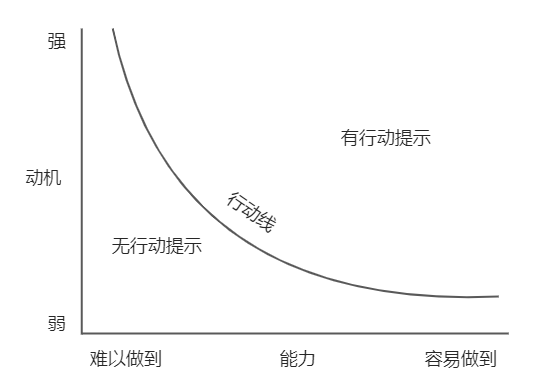 强
有行动提示
动机
行动线
无行动提示
弱
难以做到 能力 容易做到